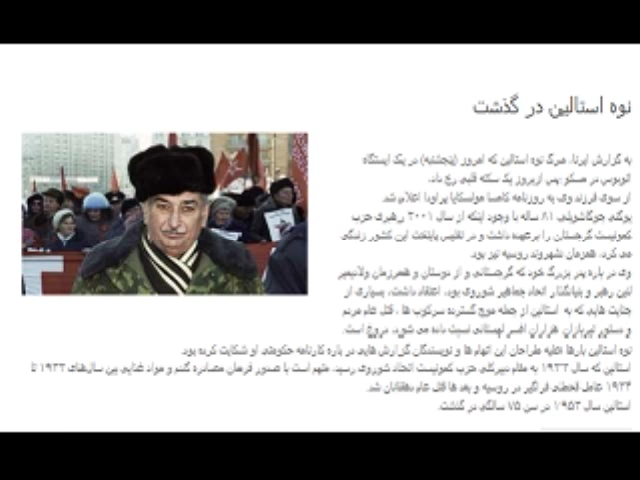 نوه استالین در گذشت
به گزارش ایرنا، مرگ نوه استالین که امروز (پنجشنبه) در یک ایستگاه
اتوبوس در مسکو پس ازبروز یک سکته قلبی رخ داد،
از سوی فرزند وی به روزنامه کامسا مولسکایا پراودا اعلام شد.
یوگنی جوگاشویلی ۸۱ ساله با وجود اینکه از سال ۲۰۰۱ رهبری حزب
کمونیست گرجستان را برعهده داشت و در تفلیس پایتخت این کشور زندگی
می کرد، همزمان شهروند روسیه نیز بود.
وی در باره پدر بزرگ خود که گرجستانی و از دوستان و همرزمان ولادیمیر
لنین رهبر و بنیانگذار اتحاد جماهیر شوروی بود، اعتقاد داشت، بسیاری از
جنایت هایی که به استالین از جمله موج گسترده سرکوب ها ، قتل عام مردم
و دستور تیرباران هزاران افسر لهستانی نسبت داده می شود، دروغ است.
نوه استالین بارها علیه طراحان این اتهام ها و نویسندگان گزارش هایی در باره کارنامه حکومتی او شکایت کرده بود.
استالین که سال ۱۹۲۲ به مقام دبیرکلی حزب کمونیست اتحاد شوروی رسید، متهم است با صدور فرمان مصادره گندم و مواد غذایی بین سال‌های ۱۹۳۲ تا
۱۹۳۴ عامل قحطی فراگیر در روسیه و بعد ها قتل عام دهقانان شد.
استالین سال ۱۹۵۳ در سن ۷۵ سالگی در گذشت.